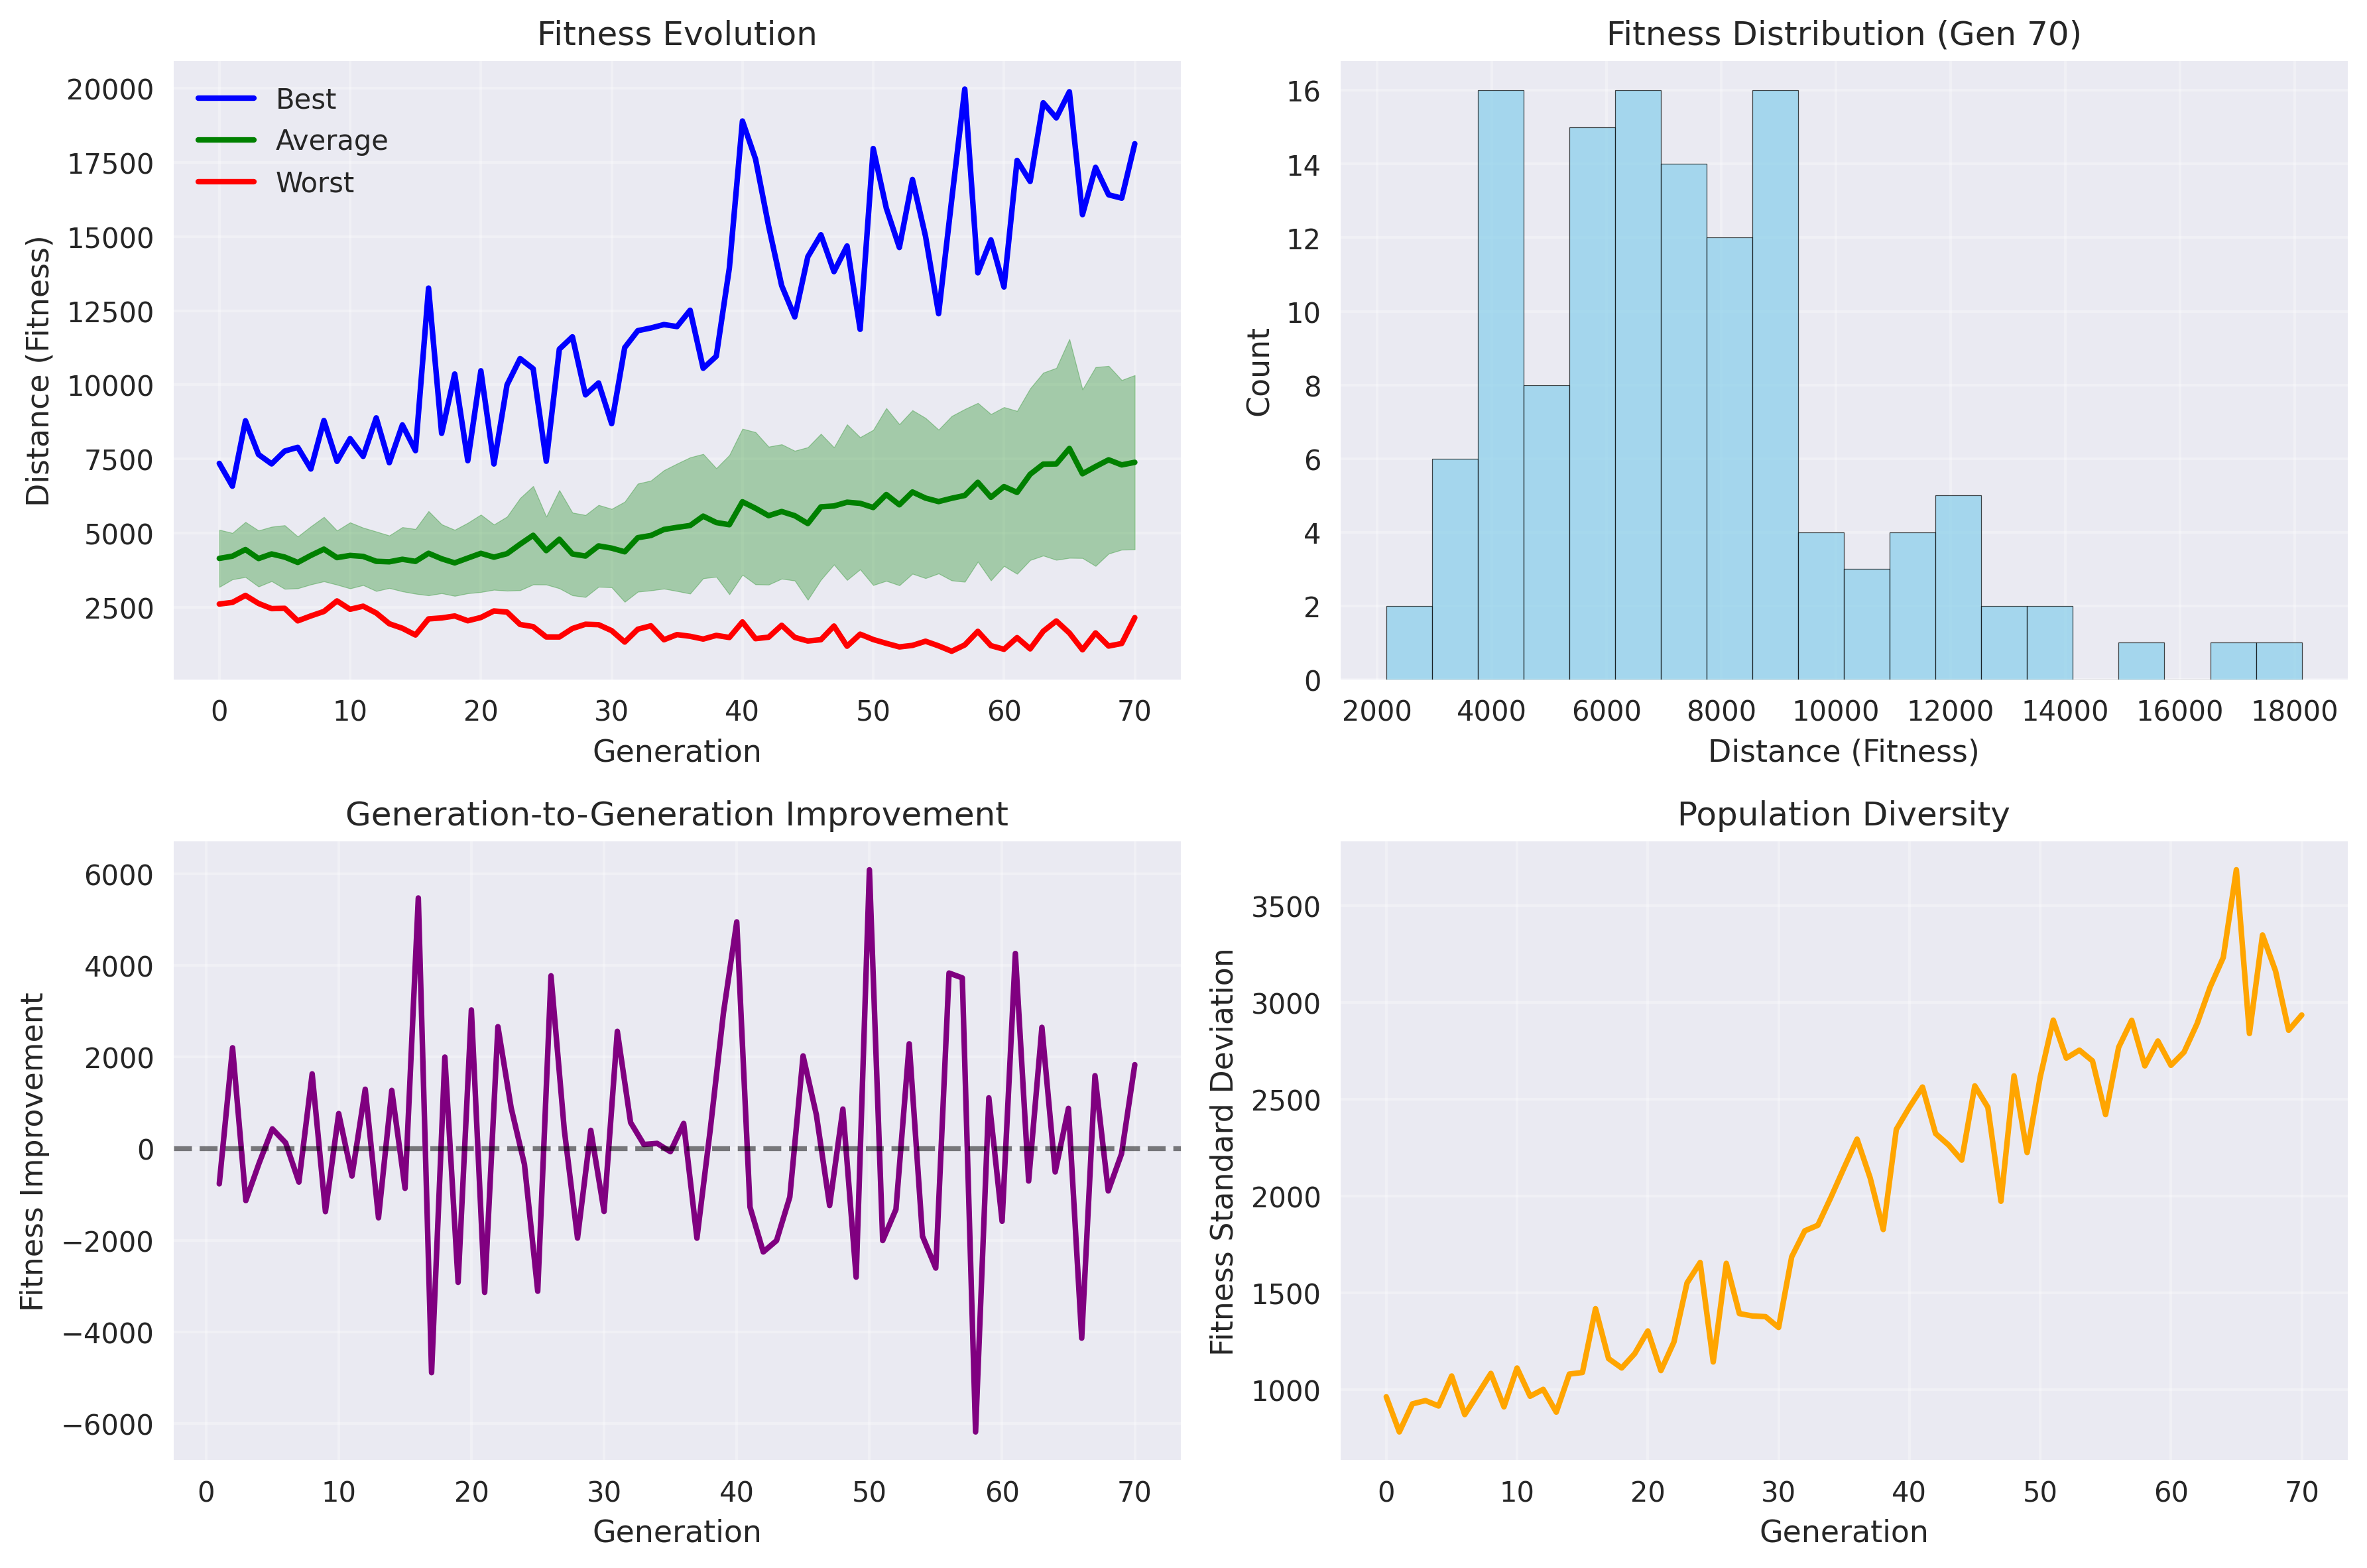 Fitness Evolution
Distance (Fitness)
20000
17500
15000
12500
10000
7500
5000
2500
Best
Average
Worst
0 10 20 30 40 50 60 70
Generation
Fitness Distribution (Gen 70)
Count
16
14
12
10
8
6
4
2
0
2000 4000 6000 8000 10000 12000 14000 16000 18000
Distance (Fitness)
Generation-to-Generation Improvement
Fitness Improvement
6000
4000
2000
0
−2000
−4000
−6000
0 10 20 30 40 50 60 70
Generation
Population Diversity
Fitness Standard Deviation
3500
3000
2500
2000
1500
1000
0 10 20 30 40 50 60 70
Generation